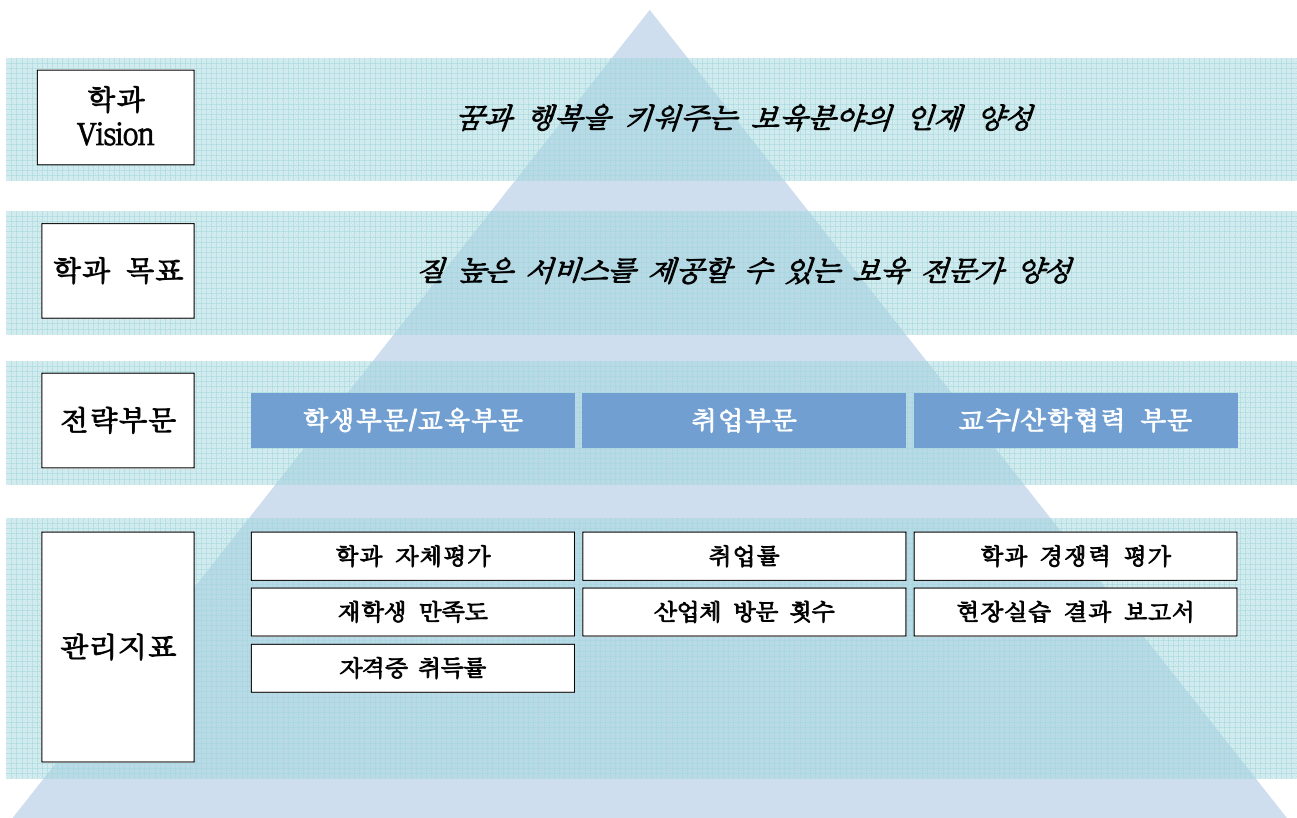 학과
Vision
꿈과 행복을 키워주는 보육분야의 인재 양성
학과 목표
질 높은 서비스를 제공할 수 있는 보육 전문가 양성
전략부문
학생부문/교육부문
취업부문
교수/산학협력 부문
관리지표
학과 자체평가
취업률
학과 경쟁력 평가
재학생 만족도
산업체 방문 횟수
현장실습 결과 보고서
자격증 취득률